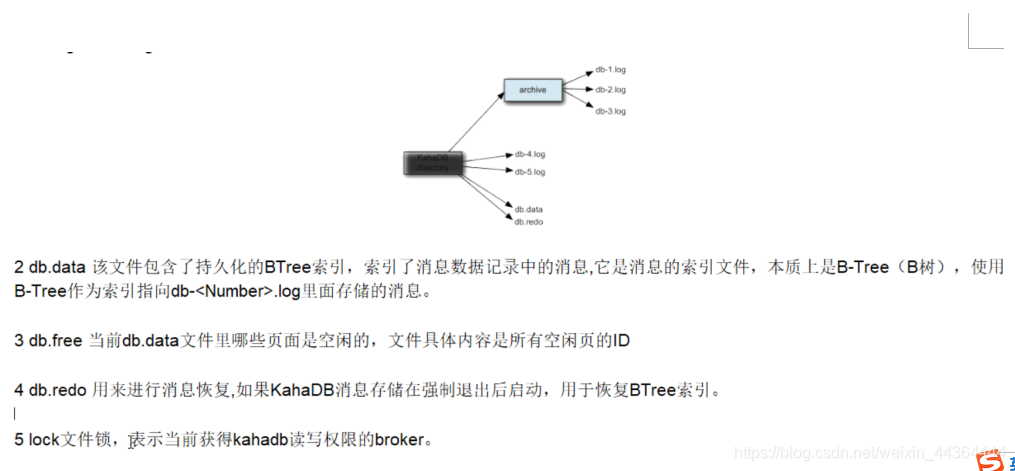 db-1.log
archive
db-2.log
db-3.log
KahaDB
directory
db-4.log
db-5.log
db.data
db.redo
2 db.data 该文件包含了持久化的BTree索引，索引了消息数据记录中的消息,它是消息的索引文件，本质上是B-Tree（B树），使用
B-Tree作为索引指向db-<Number>.log里面存储的消息。
3 db.free 当前db.data文件里哪些页面是空闲的，文件具体内容是所有空闲页的ID
4 db.redo 用来进行消息恢复,如果KahaDB消息存储在强制退出后启动，用于恢复BTree索引。
5 lock文件锁，表示当前获得kahadb读写权限的broker。